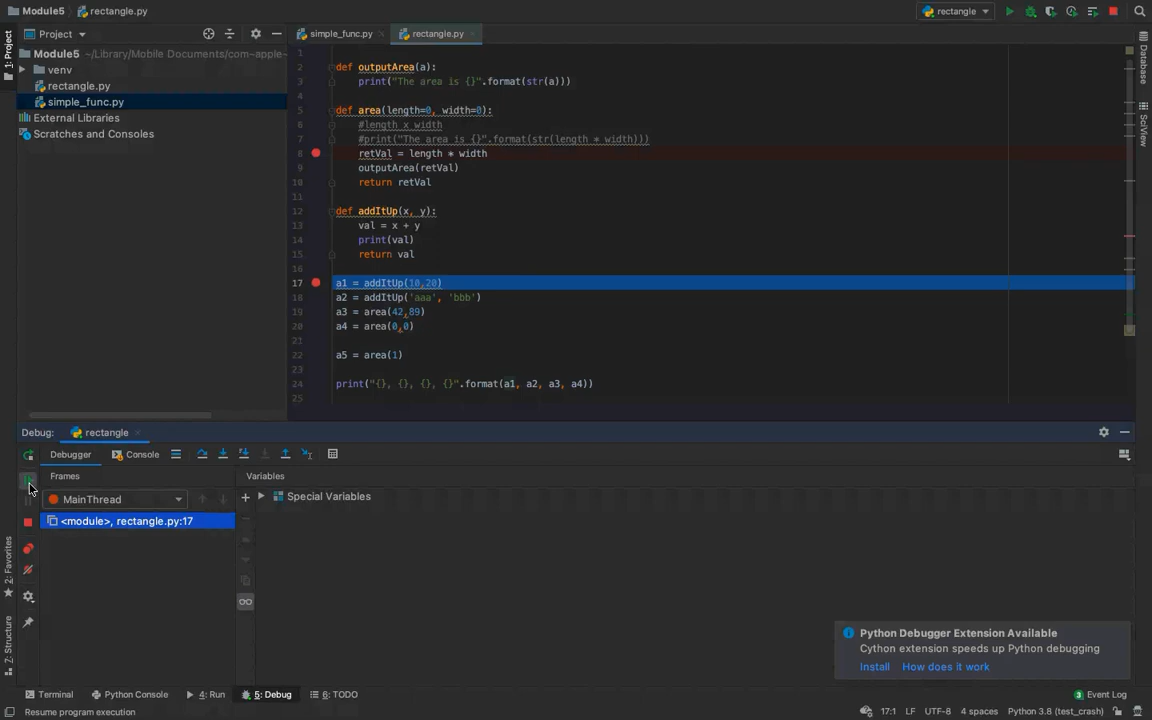 Module5 rectangle.py rectangle
1: Project Project simple_func.py rectangle.py Database
Module5 ~/Library/Mobile Documents/com~apple~
venv
rectangle.py
simple_func.py
External Libraries
Scratches and Consoles
SciView
1
2 def outputArea(a):
3 print("The area is {}".format(str(a)))
4
5 def area(length=0, width=0):
6 #length x width
7 #print("The area is {}".format(str(length * width)))
8 retVal = length * width
9 outputArea(retVal)
10 return retVal
11
12 def addItUp(x, y):
13 val = x + y
14 print(val)
15 return val
16
17 a1 = addItUp(10,20)
18 a2 = addItUp('aaa', 'bbb')
19 a3 = area(42,89)
20 a4 = area(0,0)
21
22 a5 = area(1)
23
24 print("{}, {}, {}, {}".format(a1, a2, a3, a4))
25
Debug: rectangle
Debugger Console
Frames Variables
MainThread Special Variables
<module>, rectangle.py:17
2: Favorites
Z: Structure
Python Debugger Extension Available
Cython extension speeds up Python debugging
Install How does it work
Terminal Python Console 4: Run 5: Debug 6: TODO 3 Event Log
Resume program execution 17:1 LF UTF-8 4 spaces Python 3.8 (test_crash)